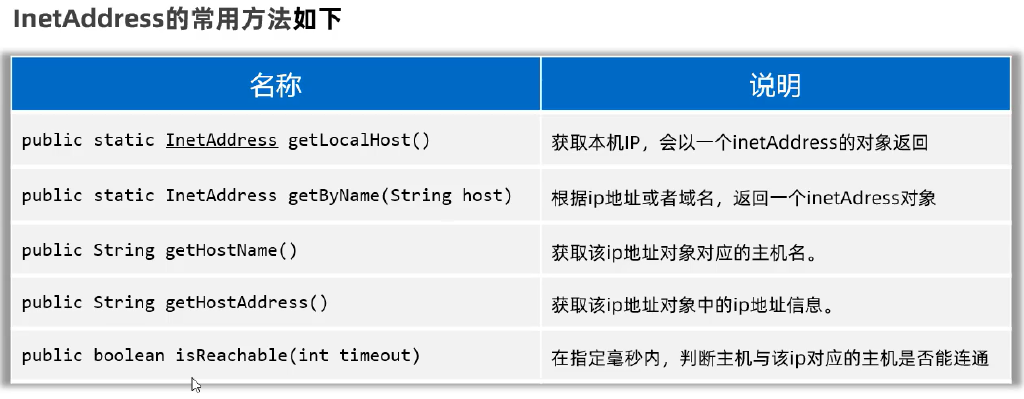 InetAddress的常用方法如下
名称 说明
public static InetAddress getLocalHost() 获取本机IP，会以一个inetAddress的对象返回
public static InetAddress getByName(String host) 根据ip地址或者域名，返回一个inetAdress对象
public String getHostName() 获取该ip地址对象对应的主机名。
public String getHostAddress() 获取该ip地址对象中的ip地址信息。
public boolean isReachable(int timeout) 在指定毫秒内，判断主机与该ip对应的主机是否能连通